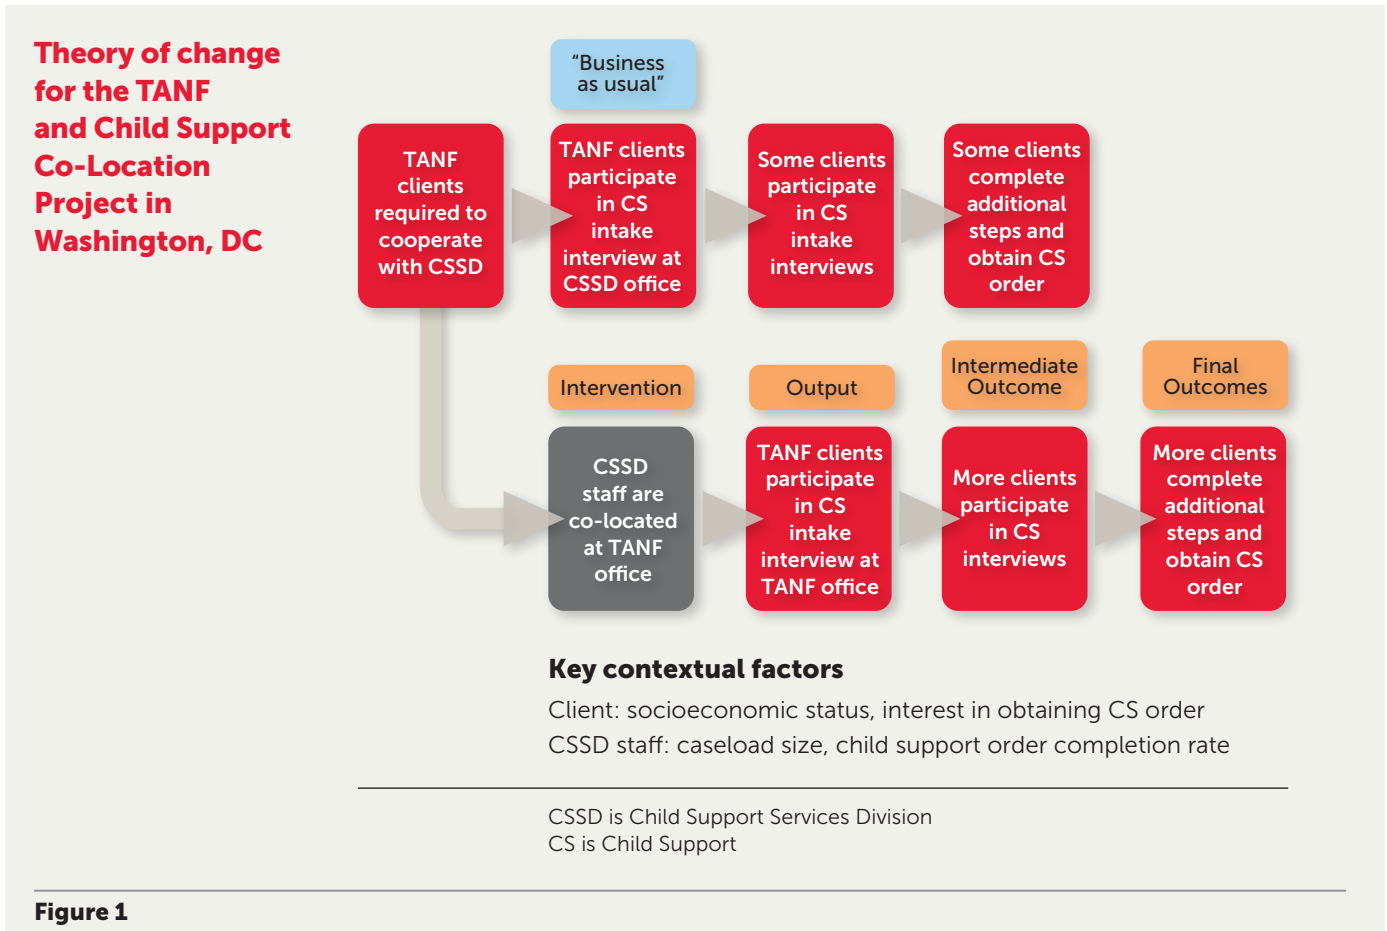 Theory of change
for the TANF
and Child Support
Co-Location
Project in
Washington, DC
“Business
as usual”
TANF
clients
required to
cooperate
with CSSD
TANF clients
participate
in CS
intake
interview at
CSSD office
Some clients
participate
in CS
intake
interviews
Some clients
complete
additional
steps and
obtain CS
order
Intervention
Output
Intermediate
Outcome
Final
Outcomes
CSSD
staff are
co-located
at TANF
office
TANF clients
participate
in CS
intake
interview at
TANF office
More clients
participate
in CS
interviews
More clients
complete
additional
steps and
obtain CS
order
Key contextual factors
Client: socioeconomic status, interest in obtaining CS order
CSSD staff: caseload size, child support order completion rate
CSSD is Child Support Services Division
CS is Child Support
Figure 1